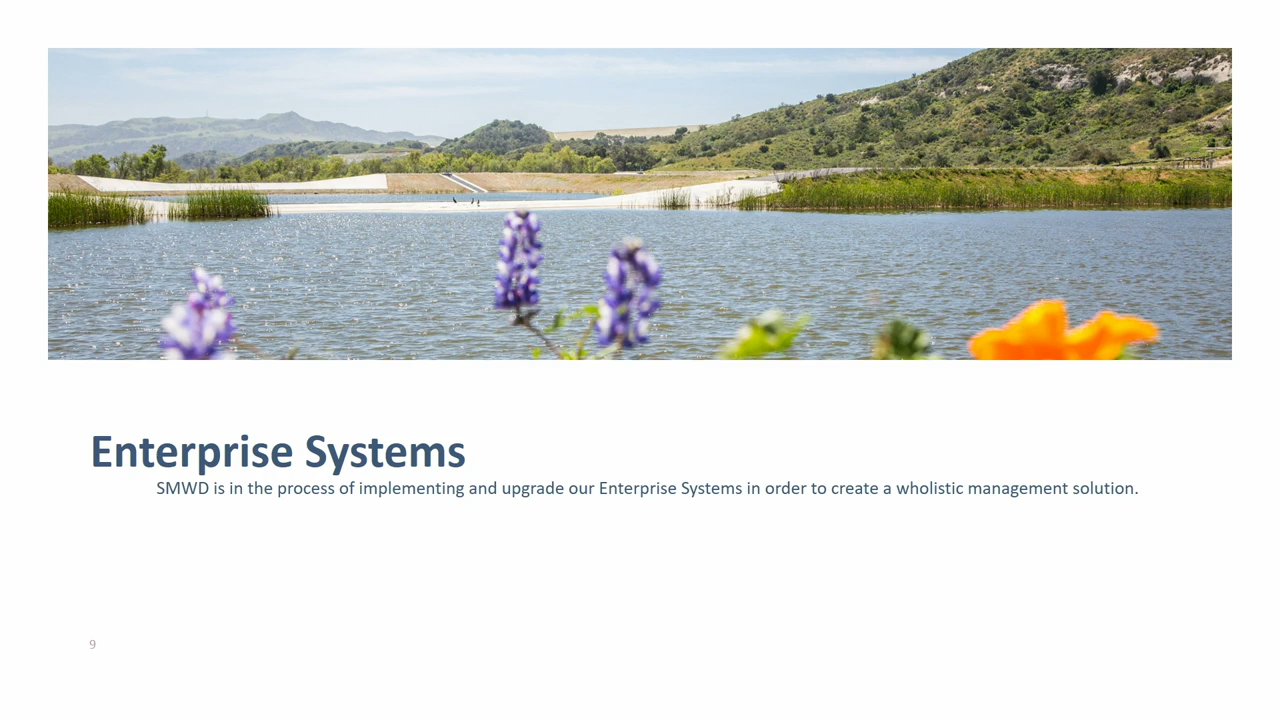 Enterprise Systems
SMWD is in the process of implementing and upgrade our Enterprise Systems in order to create a wholistic management solution.
9